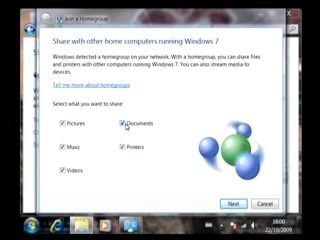 Join a Homegroup
Share with other home computers running Windows 7
Windows detected a homegroup on your network. With a homegroup, you can share files
and printers with other computers running Windows 7. You can also stream media to
devices.
Tell me more about homegroups
Select what you want to share:
Pictures
Documents
Music
Printers
Videos
Next
Cancel
16:00
22/10/2009